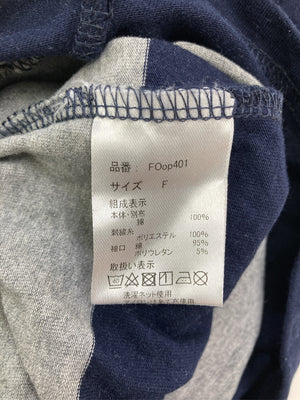 品番: FOop401
サイズ F
組成表示
本体・別布
綿 100%
刺繍糸 ポリエステル 100%
袖口 綿 95%
ポリウレタン 5%
取扱い表示
洗濯ネット使用